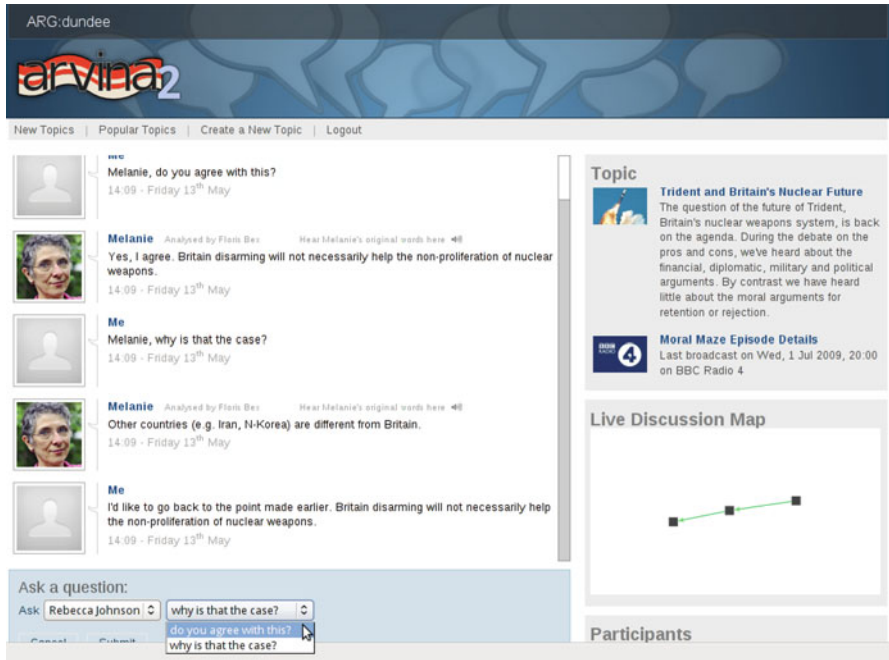 ARG:dundee
arvina2
New Topics | Popular Topics | Create a New Topic | Logout
Me
Melanie, do you agree with this?
14:09 - Friday 13th May
Melanie Analysed by Floris Bex Hear Melanie's original words here
Yes, I agree. Britain disarming will not necessarily help the non-proliferation of nuclear
weapons.
14:09 - Friday 13th May
Me
Melanie, why is that the case?
14:09 - Friday 13th May
Melanie Analysed by Floris Bex Hear Melanie's original words here
Other countries (e.g. Iran, N-Korea) are different from Britain.
14:09 - Friday 13th May
Me
I'd like to go back to the point made earlier. Britain disarming will not necessarily help
the non-proliferation of nuclear weapons.
14:09 - Friday 13th May
Ask a question:
Ask Rebecca Johnson why is that the case?
do you agree with this?
why is that the case?
Cancel Submit
Topic
Trident and Britain's Nuclear Future
The question of the future of Trident,
Britain's nuclear weapons system, is back
on the agenda. During the debate on the
pros and cons, we've heard about the
financial, diplomatic, military and political
arguments. By contrast we have heard
little about the moral arguments for
retention or rejection.
BBC
RADIO 4
Moral Maze Episode Details
Last broadcast on Wed, 1 Jul 2009, 20:00
on BBC Radio 4
Live Discussion Map
Participants